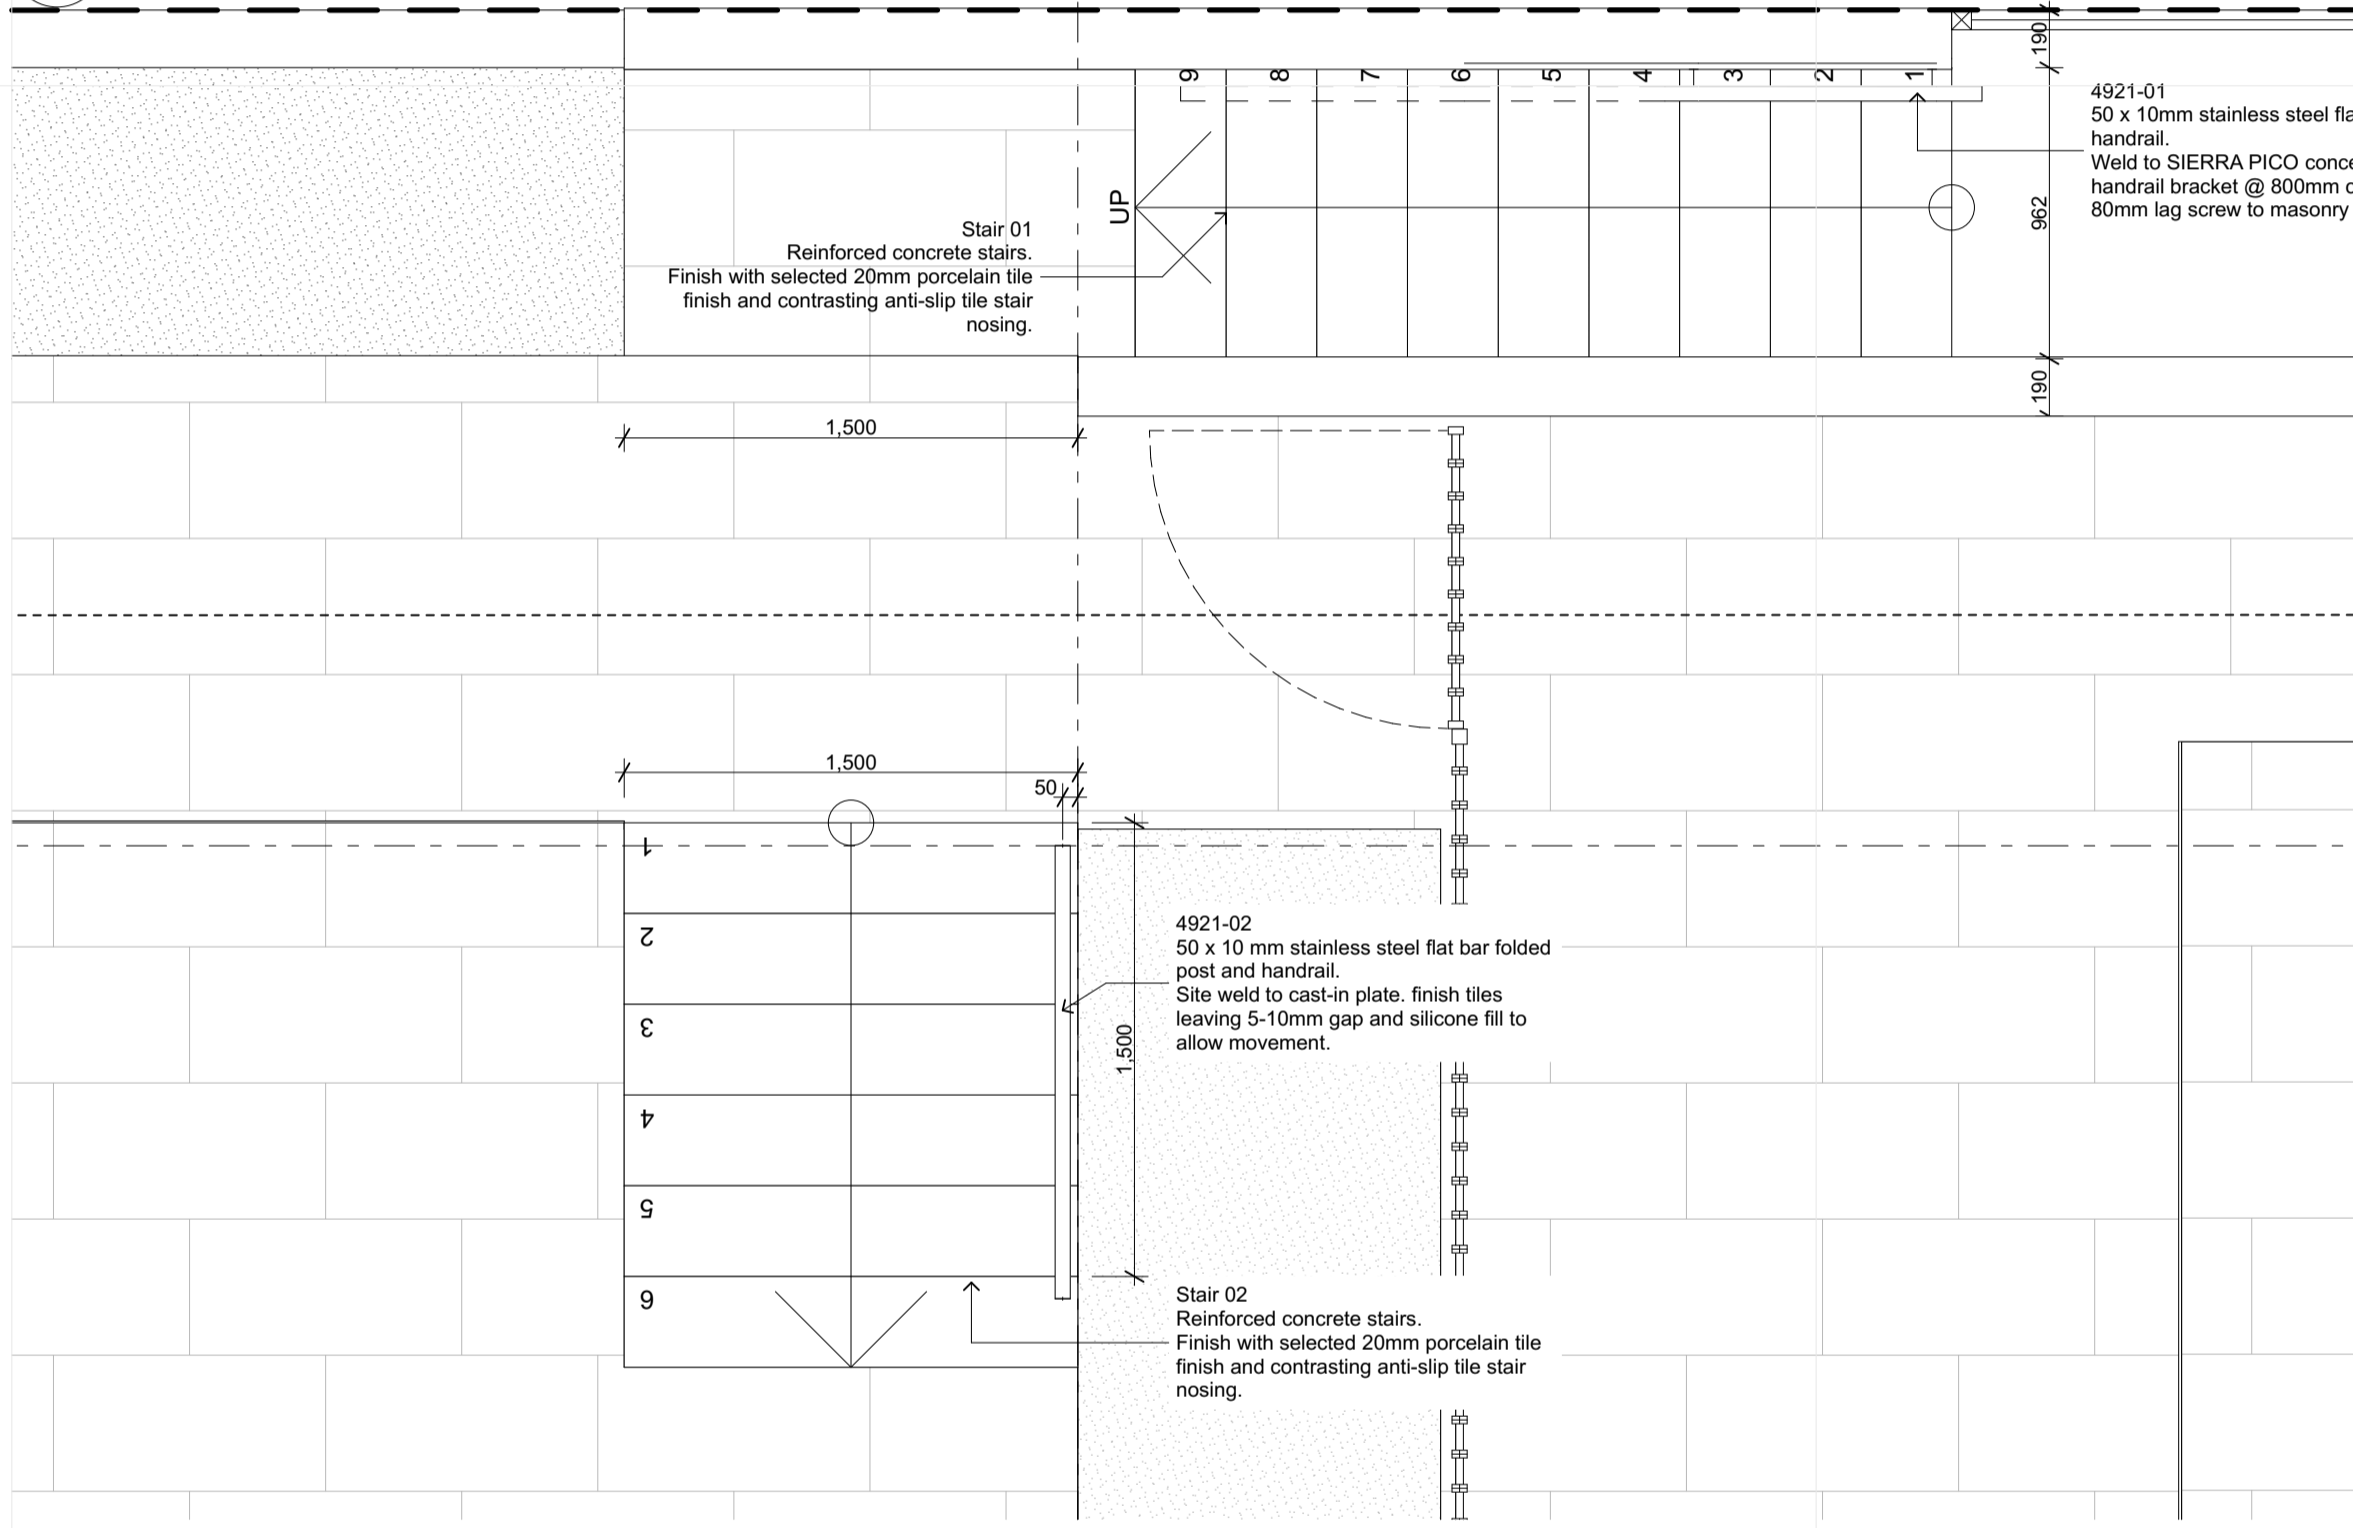 190
9
8
7
6
5
4
3
2
1
4921-01
50 x 10mm stainless steel
handrail.
Weld to SIERRA PICO
handrail bracket @ 800mm
80mm lag screw to masonry
UP
962
Stair 01
Reinforced concrete stairs.
Finish with selected 20mm porcelain tile
finish and contrasting anti-slip tile stair
nosing.
190
1,500
1,500
50
1
2
3
4
5
6
4921-02
50 x 10 mm stainless steel flat bar folded
post and handrail.
Site weld to cast-in plate. finish tiles
leaving 5-10mm gap and silicone fill to
allow movement.
1,500
Stair 02
Reinforced concrete stairs.
Finish with selected 20mm porcelain tile
finish and contrasting anti-slip tile stair
nosing.